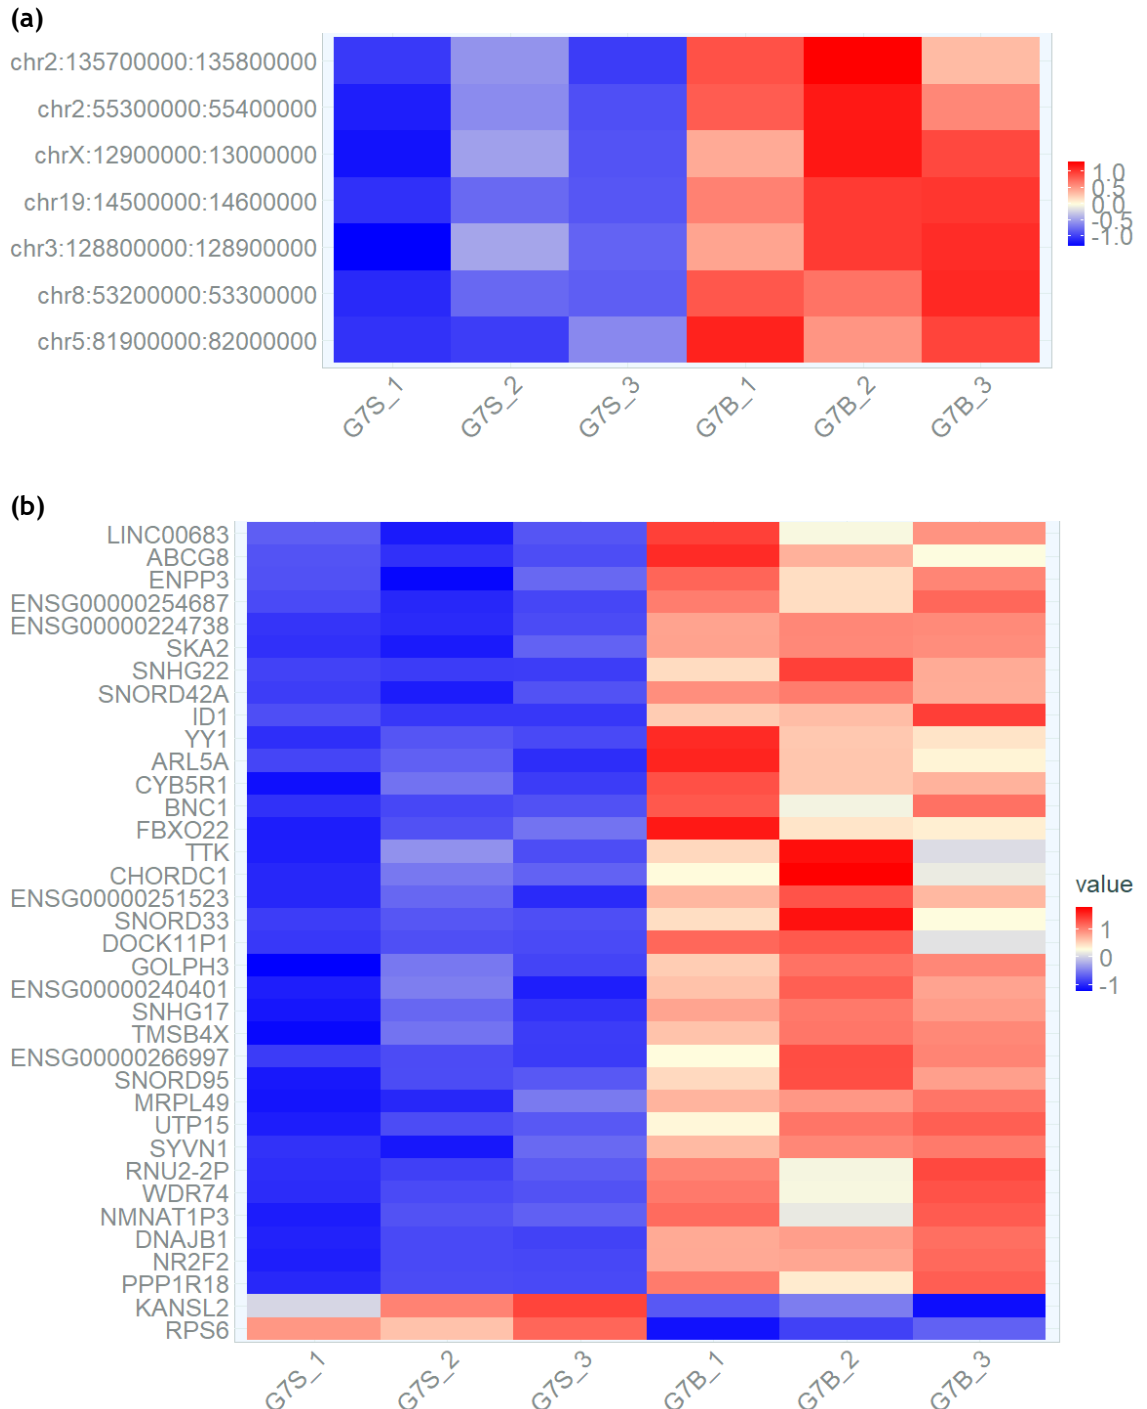 (a)
chr2:135700000:135800000
chr2:55300000:55400000
chrX:12900000:13000000
chr19:14500000:14600000
chr3:128800000:128900000
chr8:53200000:53300000
chr5:81900000:82000000
1.0
0.5
0.0
-0.5
-1.0
G7S_1 G7S_2 G7S_3 G7B_1 G7B_2 G7B_3
(b)
LINC00683
ABCG8
ENPP3
ENSG00000254687
ENSG00000224738
SKA2
SNHG22
SNORD42A
ID1
YY1
ARL5A
CYB5R1
BNC1
FBXO22
TTK
CHORDC1
ENSG00000251523
SNORD33
DOCK11P1
GOLPH3
ENSG00000240401
SNHG17
TMSB4X
ENSG00000266997
SNORD95
MRPL49
UTP15
SYVN1
RNU2-2P
WDR74
NMNAT1P3
DNAJB1
NR2F2
PPP1R18
KANSL2
RPS6
value
1
0
-1
G7S_1 G7S_2 G7S_3 G7B_1 G7B_2 G7B_3